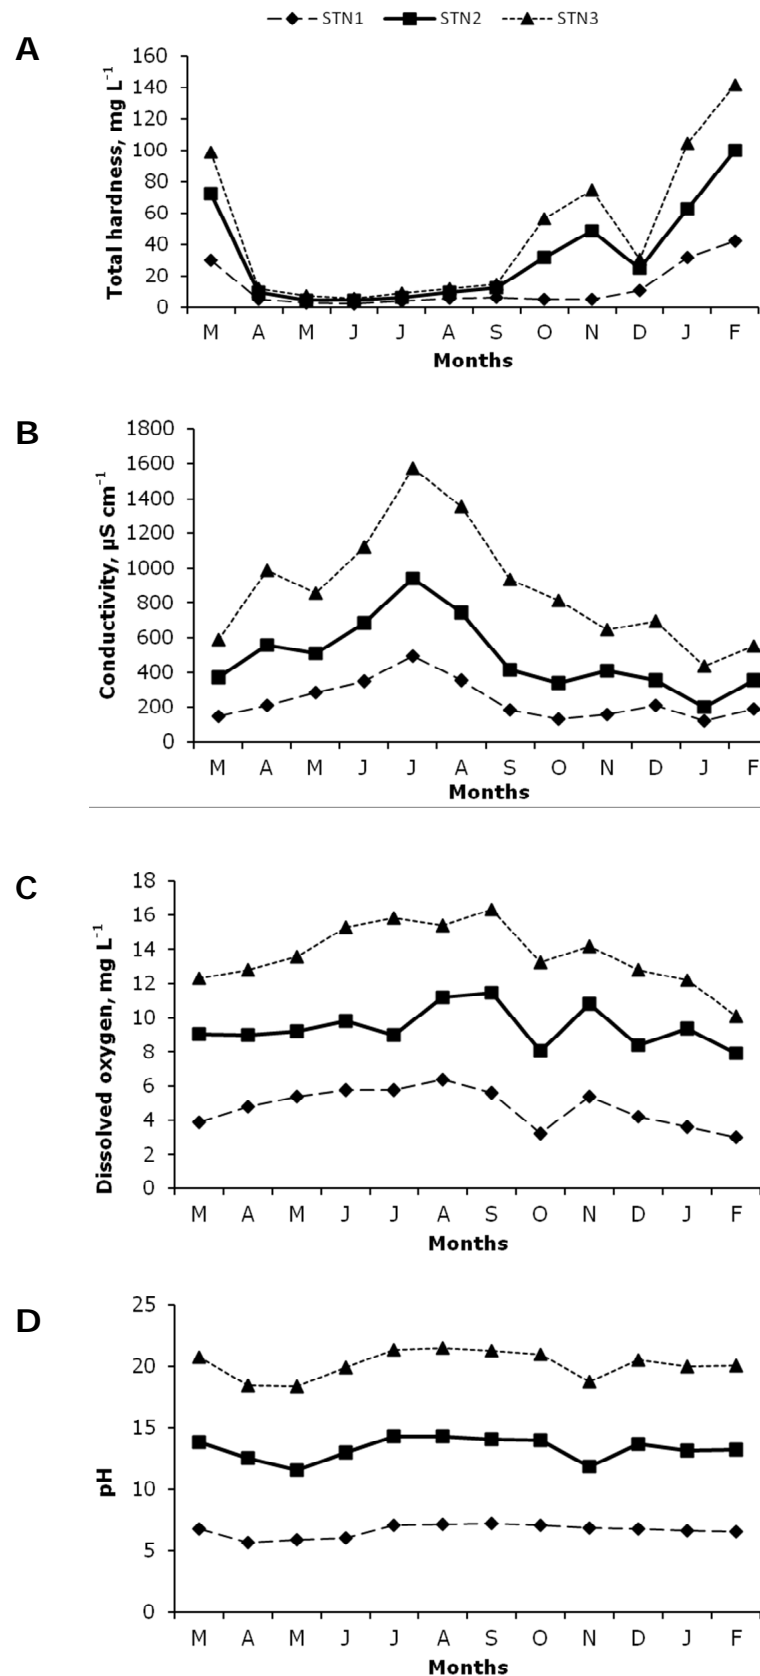 STN1 STN2 STN3
A
Total hardness, mg L⁻¹
160
140
120
100
80
60
40
20
0
M A M J J A S O N D J F
Months
B
Conductivity, µS cm⁻¹
1800
1600
1400
1200
1000
800
600
400
200
0
M A M J J A S O N D J F
Months
C
Dissolved oxygen, mg L⁻¹
18
16
14
12
10
8
6
4
2
0
M A M J J A S O N D J F
Months
D
pH
25
20
15
10
5
0
M A M J J A S O N D J F
Months